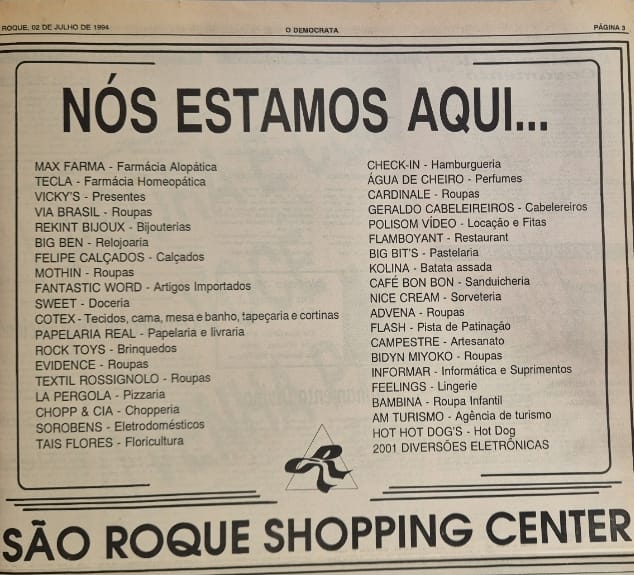 ROQUE, 02 DE JULHO DE 1994
O DEMOCRATA
PÁGINA 3
NÓS ESTAMOS AQUI...
MAX FARMA - Farmácia Alopática
TECLA - Farmácia Homeopática
VICKY'S - Presentes
VIA BRASIL - Roupas
REKINT BIJOUX - Bijouterias
BIG BEN - Relojoaria
FELIPE CALÇADOS - Calçados
MOTHIN - Roupas
FANTASTIC WORD - Artigos Importados
SWEET - Doceria
COTEX - Tecidos, cama, mesa e banho, tapeçaria e cortinas
PAPELARIA REAL - Papelaria e livraria
ROCK TOYS - Brinquedos
EVIDENCE - Roupas
TEXTIL ROSSIGNOLO - Roupas
LA PERGOLA - Pizzaria
CHOPP & CIA - Chopperia
SOROBENS - Eletrodomésticos
TAIS FLORES - Floricultura
CHECK-IN - Hamburgueria
ÁGUA DE CHEIRO - Perfumes
CARDINALE - Roupas
GERALDO CABELEIREIROS - Cabelereiros
POLISOM VÍDEO - Locação e Fitas
FLAMBOYANT - Restaurant
BIG BIT'S - Pastelaria
KOLINA - Batata assada
CAFÉ BON BON - Sanduicheria
NICE CREAM - Sorveteria
ADVENA - Roupas
FLASH - Pista de Patinação
CAMPESTRE - Artesanato
BIDYN MIYOKO - Roupas
INFORMAR - Informática e Suprimentos
FEELINGS - Lingerie
BAMBINA - Roupa Infantil
AM TURISMO - Agência de turismo
HOT HOT DOG'S - Hot Dog
2001 DIVERSÕES ELETRÔNICAS
SÃO ROQUE SHOPPING CENTER